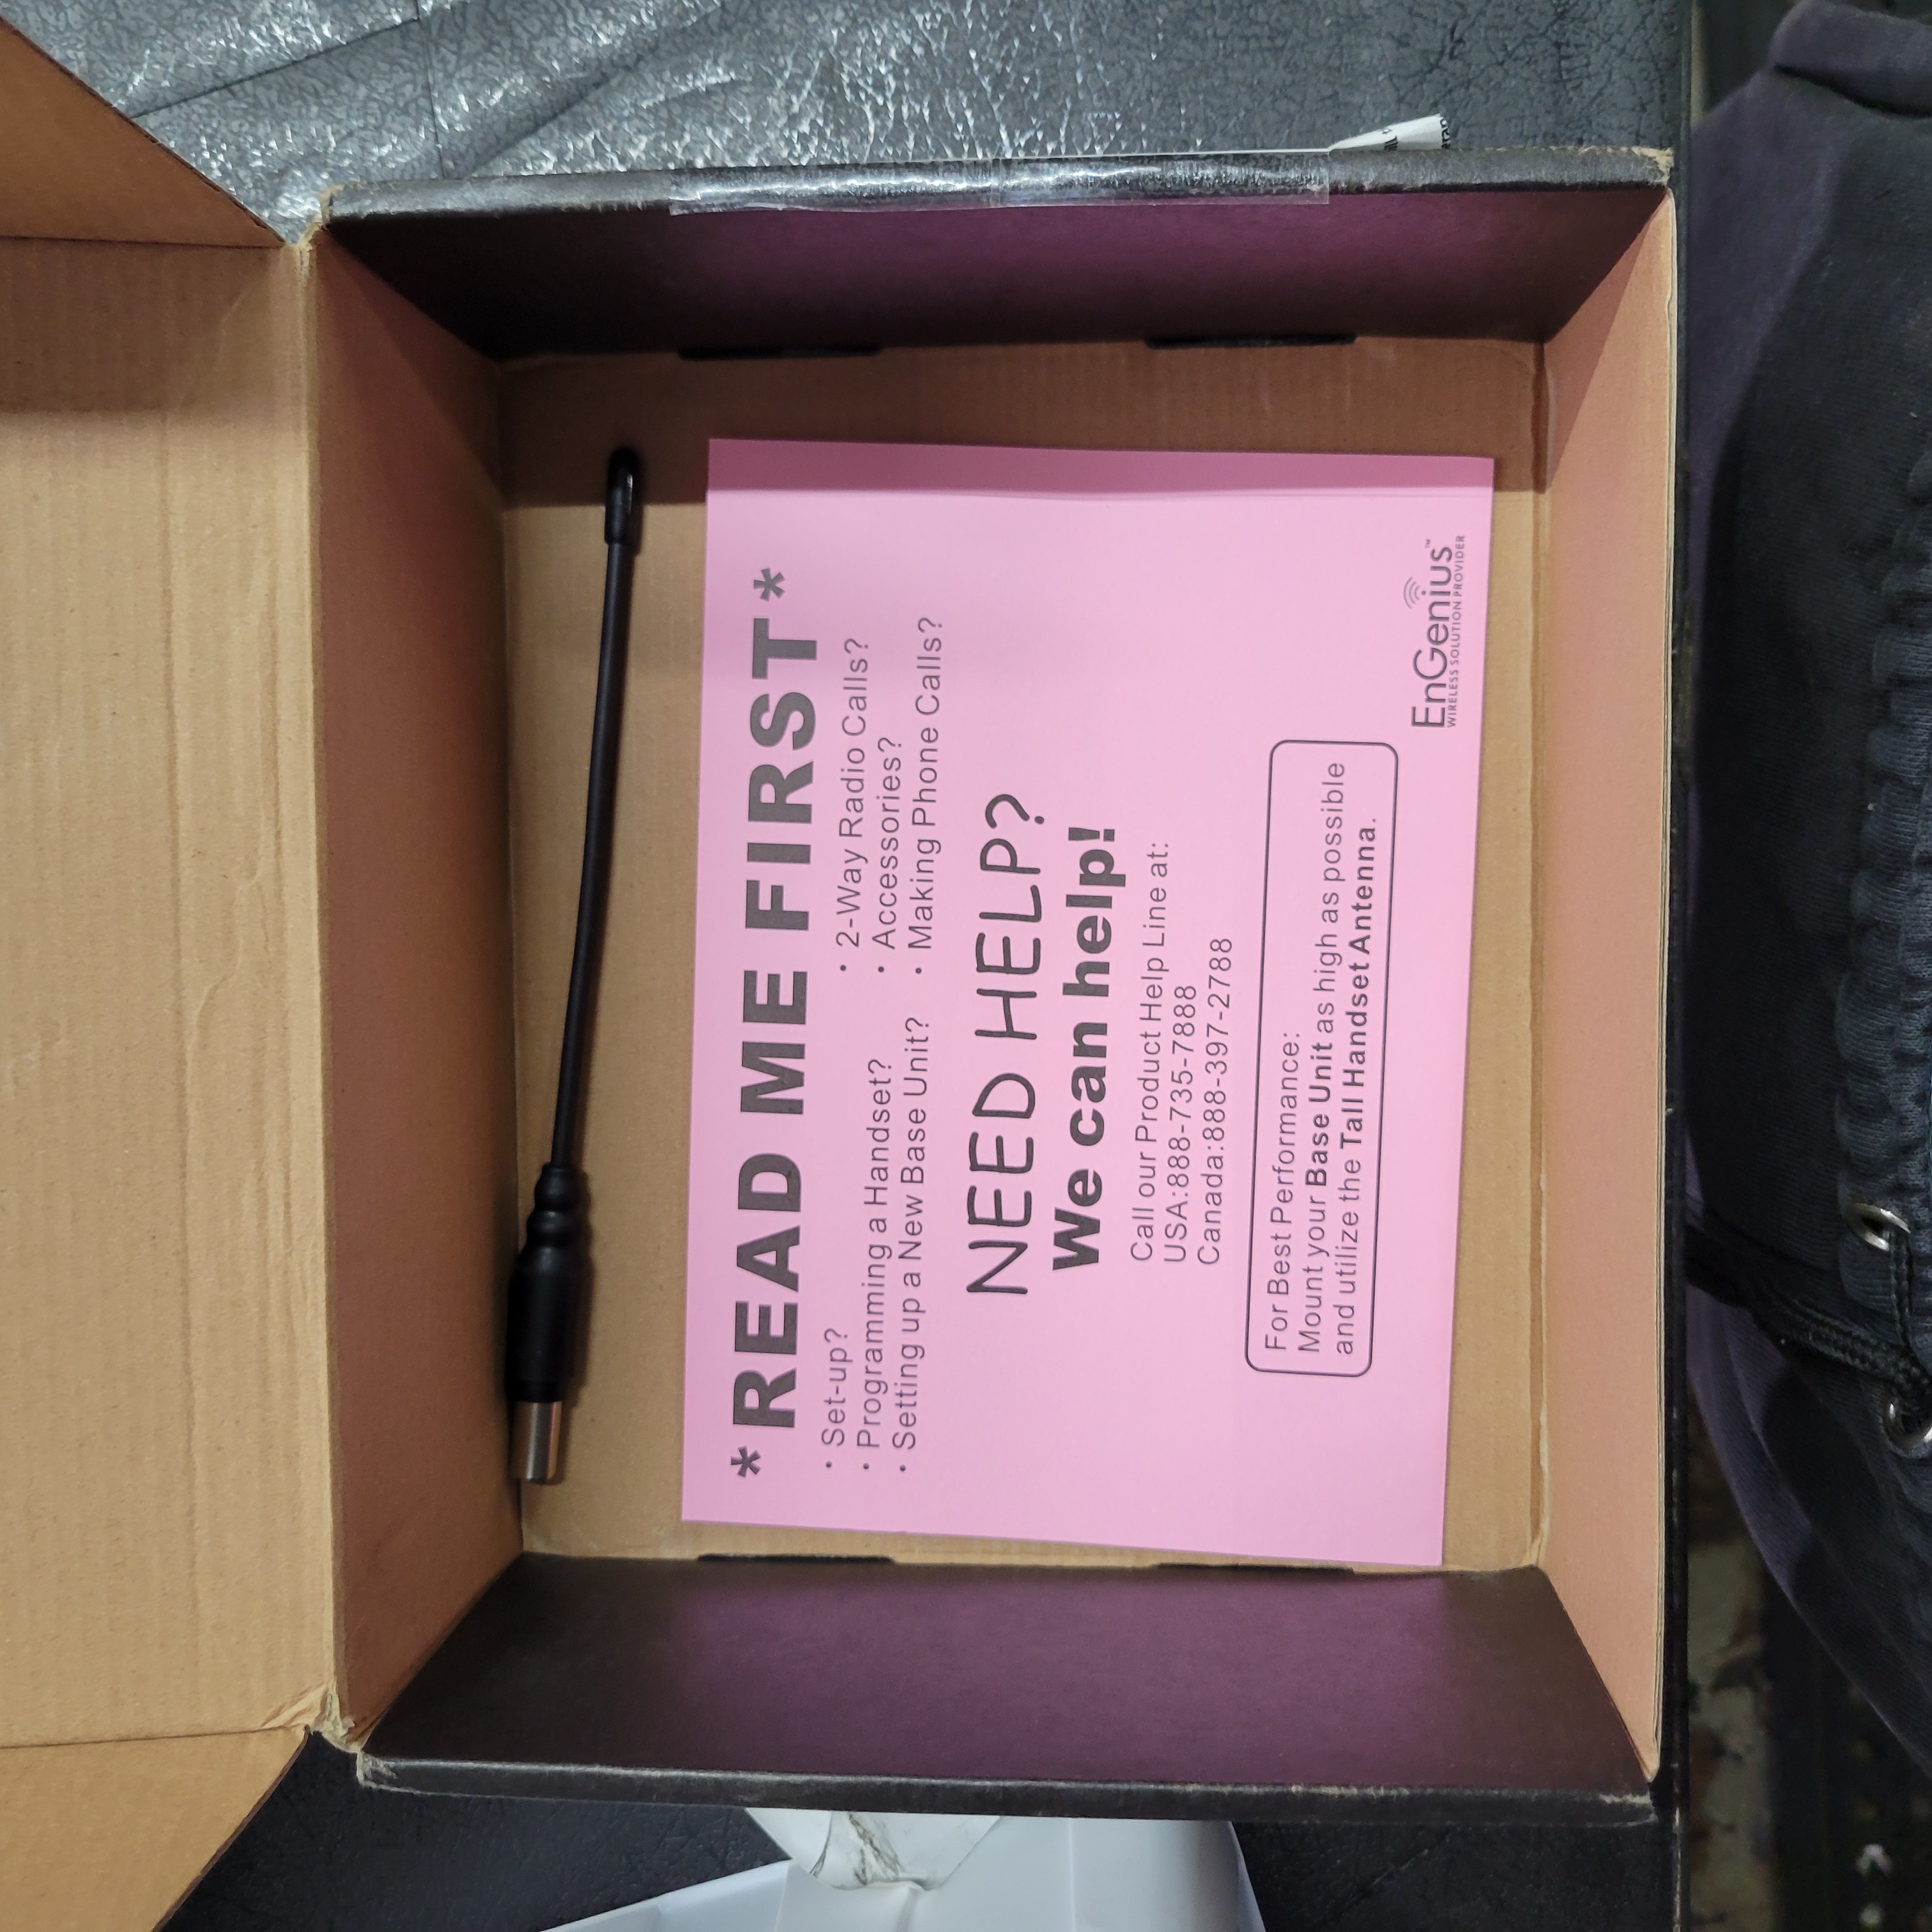 *READ ME FIRST*
· Set-up?
· Programming a Handset?
· Setting up a New Base Unit?
· 2-Way Radio Calls?
· Accessories?
· Making Phone Calls?
NEED HELP?
We can help!
Call our Product Help Line at:
USA:888-735-7888
Canada:888-397-2788
For Best Performance:
Mount your Base Unit as high as possible
and utilize the Tall Handset Antenna.
EnGenius™
WIRELESS SOLUTION PROVIDER